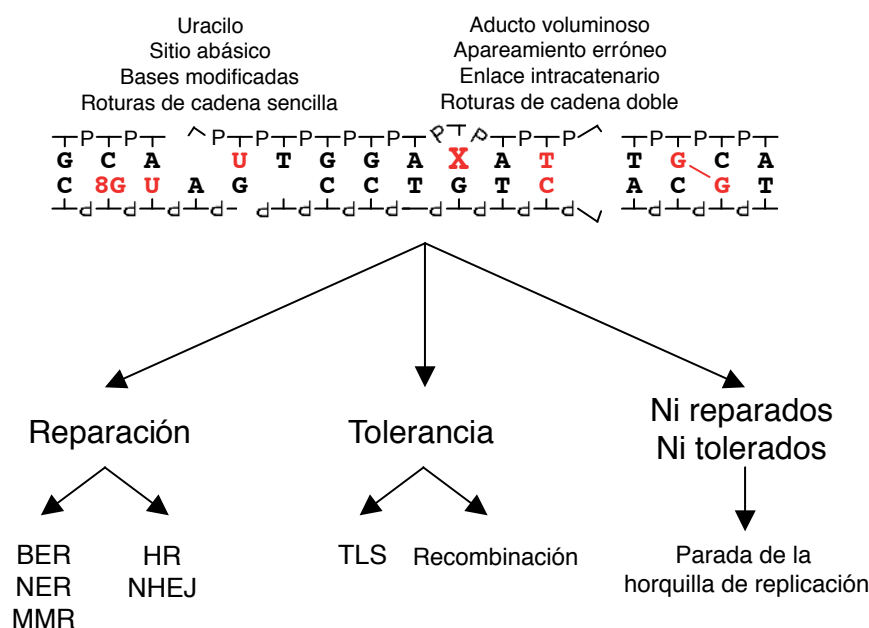 Uracilo
Sitio abásico
Bases modificadas
Roturas de cadena sencilla
Aducto voluminoso
Apareamiento erróneo
Enlace intracatenario
Roturas de cadena doble
P P P P P P P P P P P P P
G C A U T G G A X A T T G C A
C 8G U A G C C T G T C A C G T
P P P P P P P P P P P P
Reparación
Tolerancia
Ni reparados
Ni tolerados
BER
NER
MMR
HR
NHEJ
TLS
Recombinación
Parada de la
horquilla de replicación